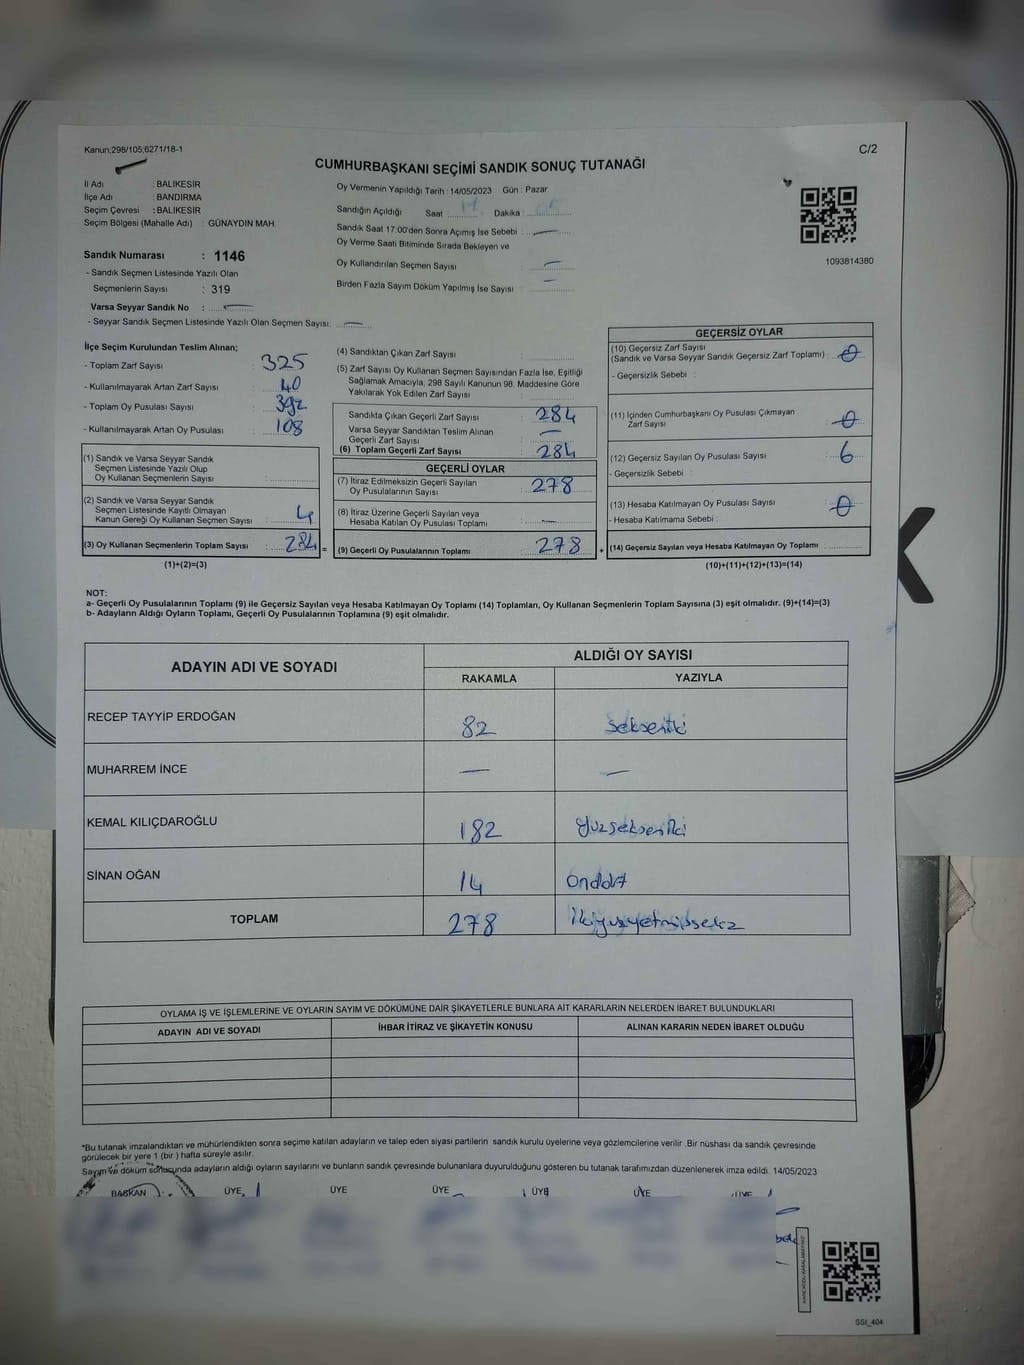 Kanun:298/105;6271/18-1
C/2
CUMHURBAŞKANI SEÇİMİ SANDIK SONUÇ TUTANAĞI
İl Adı : BALIKESİR
İlçe Adı : BANDIRMA
Seçim Çevresi : BALIKESİR
Seçim Bölgesi (Mahalle Adı) : GÜNAYDIN MAH.
Sandık Numarası : 1146
- Sandık Seçmen Listesinde Yazılı Olan
Seçmenlerin Sayısı : 319
Varsa Seyyar Sandık No : —
- Seyyar Sandık Seçmen Listesinde Yazılı Olan Seçmen Sayısı: —
Oy Vermenin Yapıldığı Tarih : 14/05/2023 Gün : Pazar
Sandığın Açıldığı Saat Dakika :
Sandık Saat 17:00'den Sonra Açımış İse Sebebi : —
Oy Verme Saati Bitiminde Sırada Bekleyen ve
Oy Kullandırılan Seçmen Sayısı : —
Birden Fazla Sayım Döküm Yapılmış İse Sayısı : —
1093814380
İlçe Seçim Kurulundan Teslim Alınan;
- Toplam Zarf Sayısı : 325
- Kullanılmayarak Artan Zarf Sayısı : 40
- Toplam Oy Pusulası Sayısı : 392
- Kullanılmayarak Artan Oy Pusulası : 108
(1) Sandık ve Varsa Seyyar Sandık
Seçmen Listesinde Yazılı Olup
Oy Kullanan Seçmenlerin Sayısı :
(2) Sandık ve Varsa Seyyar Sandık
Seçmen Listesinde Kayıtlı Olmayan
Kanun Gereği Oy Kullanan Seçmen Sayısı : 4
(3) Oy Kullanan Seçmenlerin Toplam Sayısı : 284 =
(1)+(2)=(3)
(4) Sandıktan Çıkan Zarf Sayısı :
(5) Zarf Sayısı Oy Kullanan Seçmen Sayısından Fazla İse, Eşitliği
Sağlamak Amacıyla, 298 Sayılı Kanunun 98. Maddesine Göre
Yakılarak Yok Edilen Zarf Sayısı :
Sandıkta Çıkan Geçerli Zarf Sayısı : 284
Varsa Seyyar Sandıktan Teslim Alınan
Geçerli Zarf Sayısı : —
(6) Toplam Geçerli Zarf Sayısı : 284
GEÇERLİ OYLAR
(7) İtiraz Edilmeksizin Geçerli Sayılan
Oy Pusulalarının Sayısı : 278
(8) İtiraz Üzerine Geçerli Sayılan veya
Hesaba Katılan Oy Pusulası Toplamı : —
(9) Geçerli Oy Pusulalarının Toplamı : 278 +
GEÇERSİZ OYLAR
(10) Geçersiz Zarf Sayısı
(Sandık ve Varsa Seyyar Sandık Geçersiz Zarf Toplamı) : 0
- Geçersizlik Sebebi :
(11) İçinden Cumhurbaşkanı Oy Pusulası Çıkmayan
Zarf Sayısı : 0
(12) Geçersiz Sayılan Oy Pusulası Sayısı : 6
- Geçersizlik Sebebi :
(13) Hesaba Katılmayan Oy Pusulası Sayısı : 0
- Hesaba Katılmama Sebebi :
(14) Geçersiz Sayılan veya Hesaba Katılmayan Oy Toplamı :
(10)+(11)+(12)+(13)=(14)
NOT:
a- Geçerli Oy Pusulalarının Toplamı (9) ile Geçersiz Sayılan veya Hesaba Katılmayan Oy Toplamı (14) Toplamları, Oy Kullanan Seçmenlerin Toplam Sayısına (3) eşit olmalıdır. (9)+(14)=(3)
b- Adayların Aldığı Oyların Toplamı, Geçerli Oy Pusulalarının Toplamına (9) eşit olmalıdır.
ADAYIN ADI VE SOYADI ALDIĞI OY SAYISI
RAKAMLA YAZIYLA
RECEP TAYYİP ERDOĞAN 82 Sekseniki
MUHARREM İNCE — —
KEMAL KILIÇDAROĞLU 182 Yüzsekseniki
SİNAN OĞAN 14 Ondört
TOPLAM 278 İkiyüzyetmişsekiz
OYLAMA İŞ VE İŞLEMLERİNE VE OYLARIN SAYIM VE DÖKÜMÜNE DAİR ŞİKAYETLERLE BUNLARA AİT KARARLARIN NELERDEN İBARET BULUNDUKLARI
ADAYIN ADI VE SOYADI İHBAR İTİRAZ VE ŞİKAYETİN KONUSU ALINAN KARARIN NEDEN İBARET OLDUĞU
*Bu tutanak imzalandıktan ve mühürlendikten sonra seçime katılan adayların ve talep eden siyasi partilerin sandık kurulu üyelerine veya gözlemcilerine verilir .Bir nüshası da sandık çevresinde
görülecek bir yere 1 (bir ) hafta süreyle asılır.
Sayım ve döküm sonucunda adayların aldığı oyların sayılarını ve bunların sandık çevresinde bulunanlara duyurulduğunu gösteren bu tutanak tarafımızdan düzenlenerek imza edildi. 14/05/2023
BAŞKAN ÜYE ÜYE ÜYE ÜYE ÜYE ÜYE
SSI_404
K